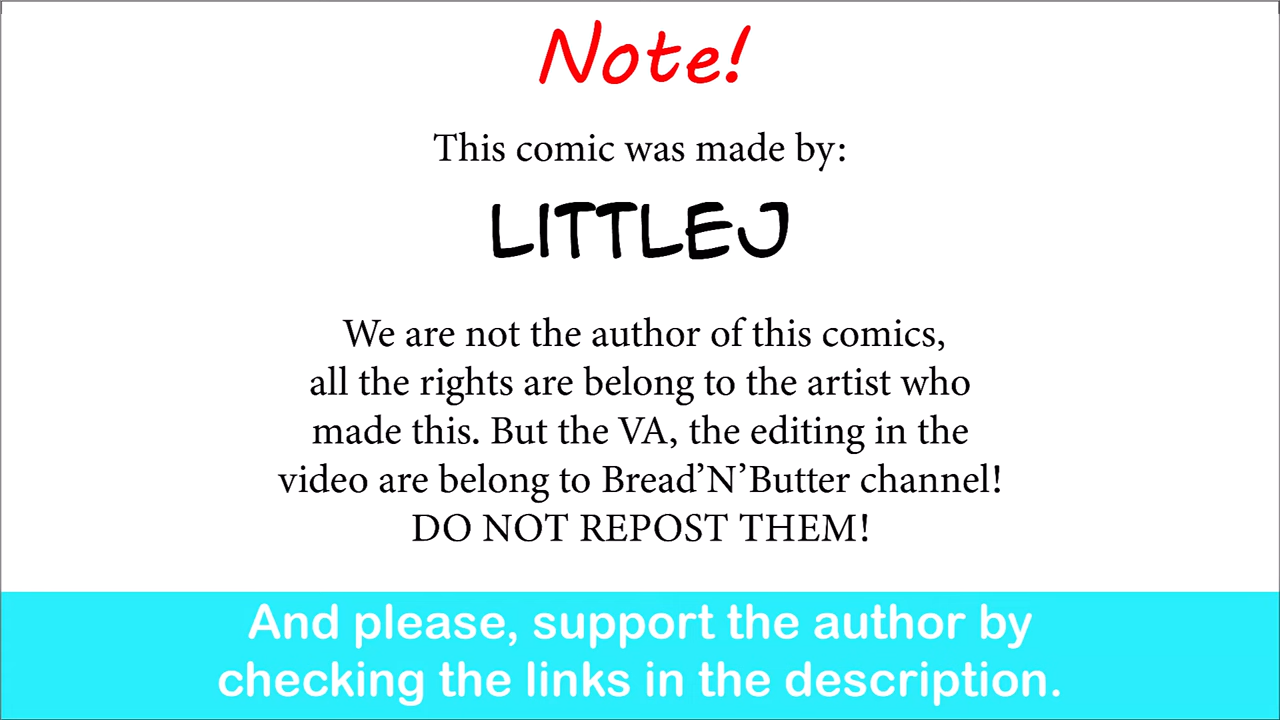 Note!
This comic was made by:
LITTLEJ
We are not the author of this comics,
all the rights are belong to the artist who
made this. But the VA, the editing in the
video are belong to Bread’N’Butter channel!
DO NOT REPOST THEM!
And please, support the author by
checking the links in the description.